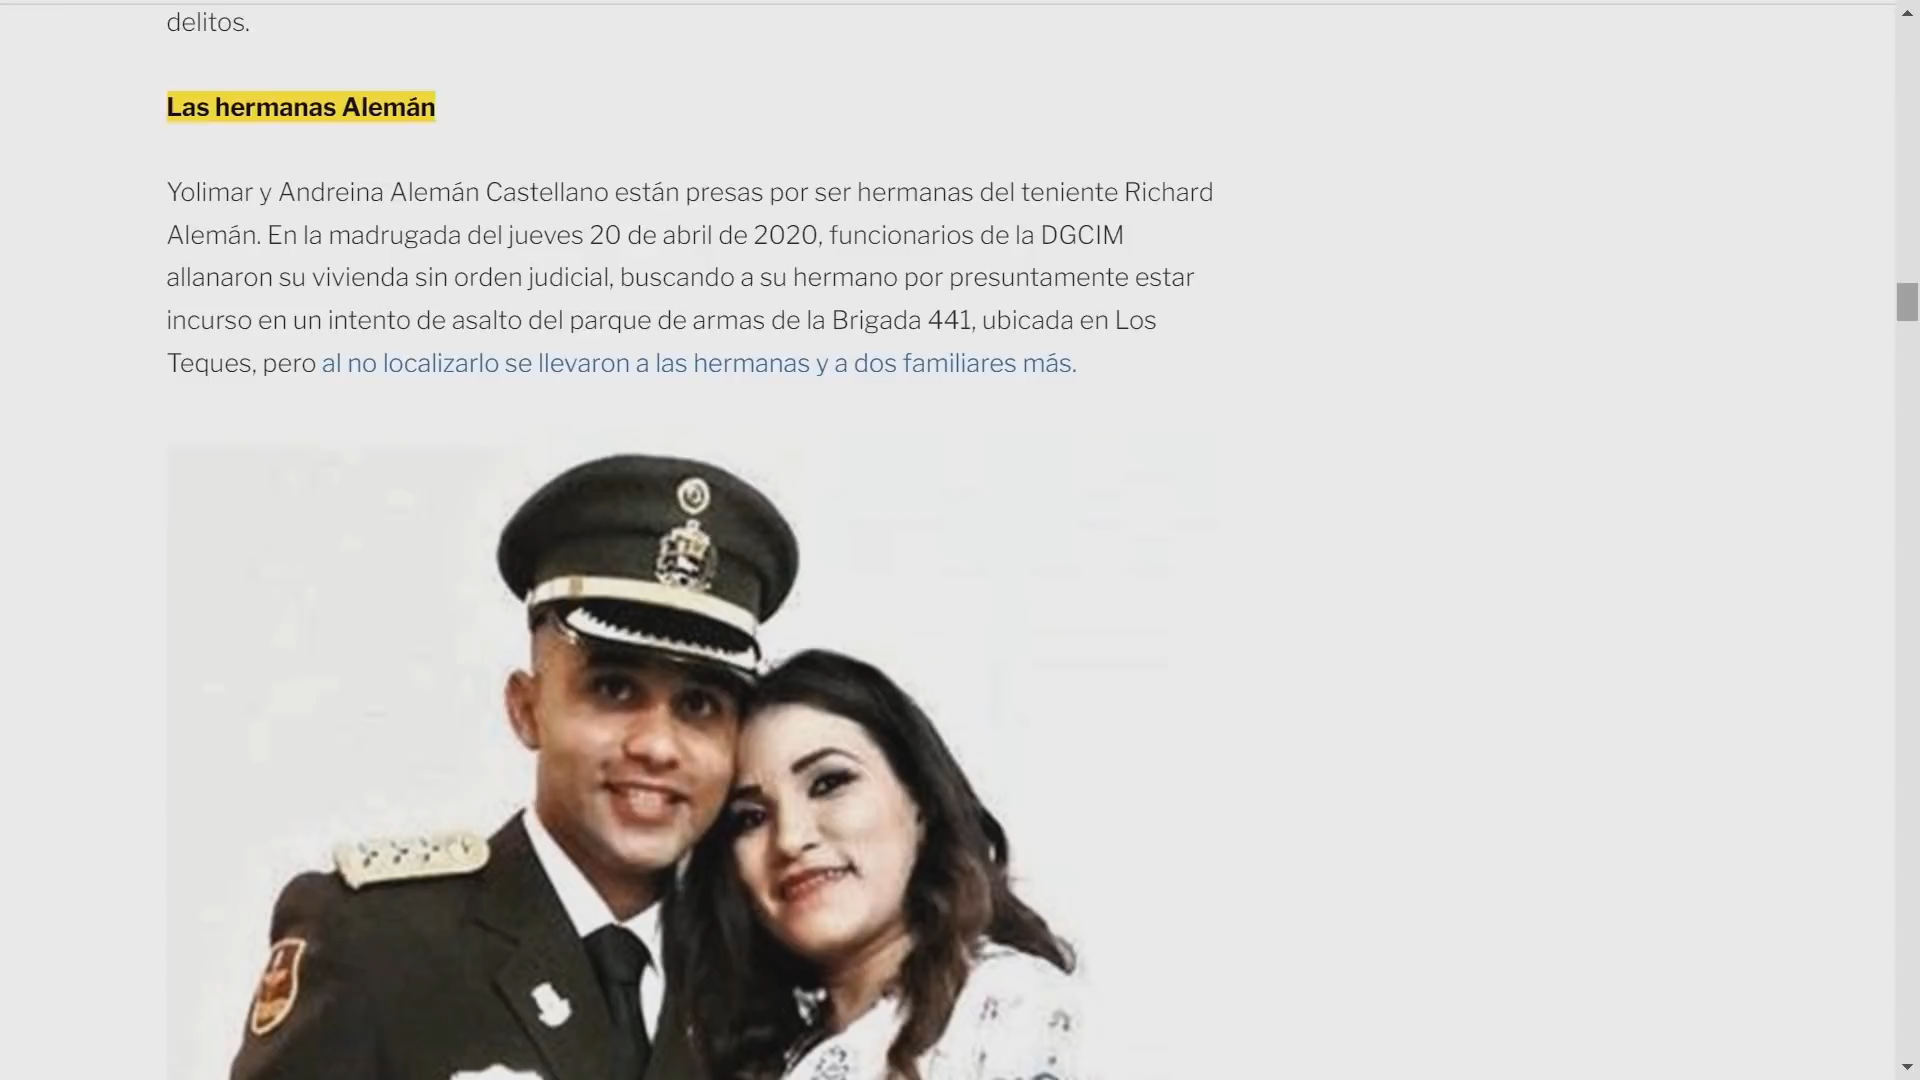 delitos.
Las hermanas Alemán
Yolimar y Andreina Alemán Castellano están presas por ser hermanas del teniente Richard
Alemán. En la madrugada del jueves 20 de abril de 2020, funcionarios de la DGCIM
allanaron su vivienda sin orden judicial, buscando a su hermano por presuntamente estar
incurso en un intento de asalto del parque de armas de la Brigada 441, ubicada en Los
Teques, pero al no localizarlo se llevaron a las hermanas y a dos familiares más.